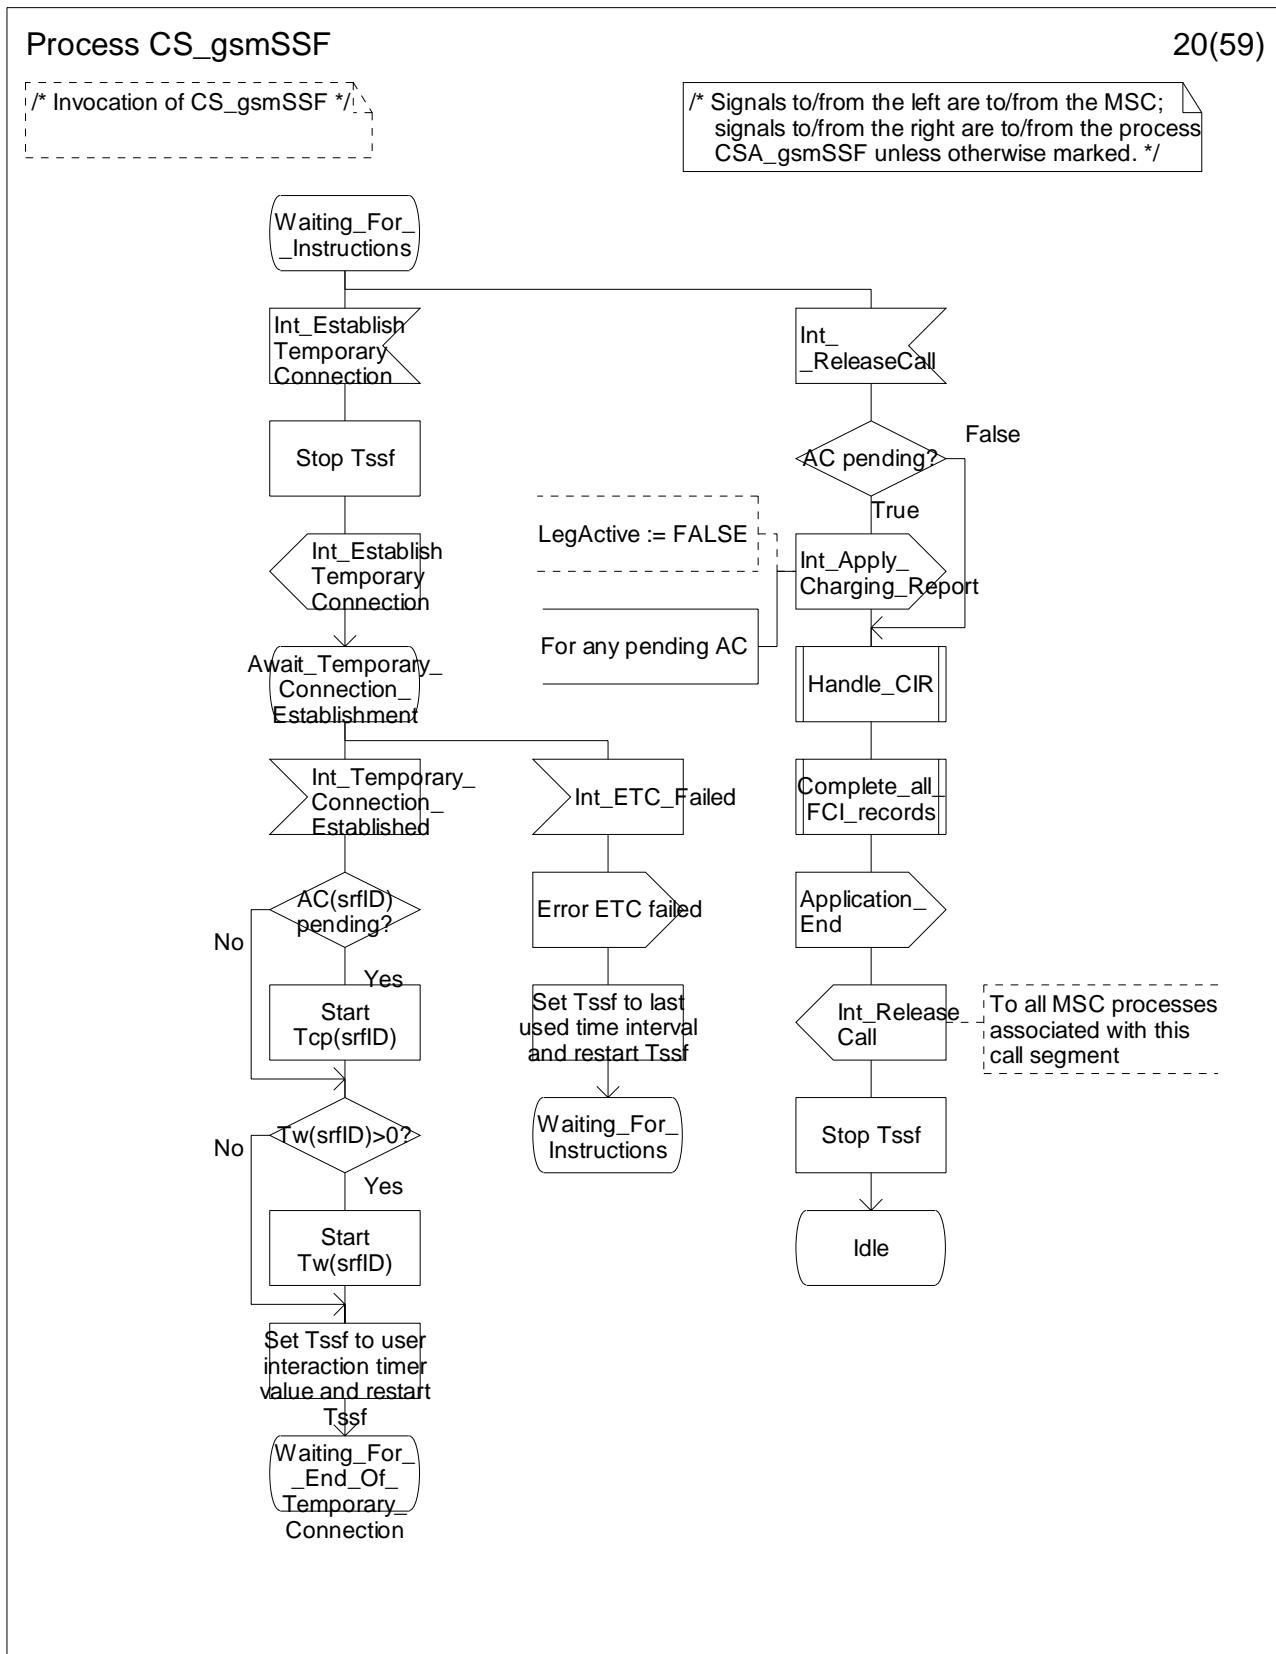 Process CS_gsmSSF
20(59)
/* Invocation of CS_gsmSSF */
/* Signals to/from the left are to/from the MSC;
signals to/from the right are to/from the process
CSA_gsmSSF unless otherwise marked. */
Waiting_For_
_Instructions
Int_Establish
Temporary
Connection
Int_
_ReleaseCall
Stop Tssf
AC pending?
False
True
LegActive := FALSE
Int_Establish
Temporary
Connection
Int_Apply_
Charging_Report
For any pending AC
Await_Temporary_
Connection_
Establishment
Handle_CIR
Int_Temporary_
Connection_
Established
Int_ETC_Failed
Complete_all_
FCI_records
AC(srfID)
pending?
No
Yes
Error ETC failed
Application_
End
Start
Tcp(srfID)
Set Tssf to last
used time interval
and restart Tssf
Int_Release
Call
To all MSC processes
associated with this
call segment
Tw(srfID)>0?
No
Yes
Waiting_For_
Instructions
Stop Tssf
Start
Tw(srfID)
Idle
Set Tssf to user
interaction timer
value and restart
Tssf
Waiting_For_
_End_Of_
Temporary_
Connection